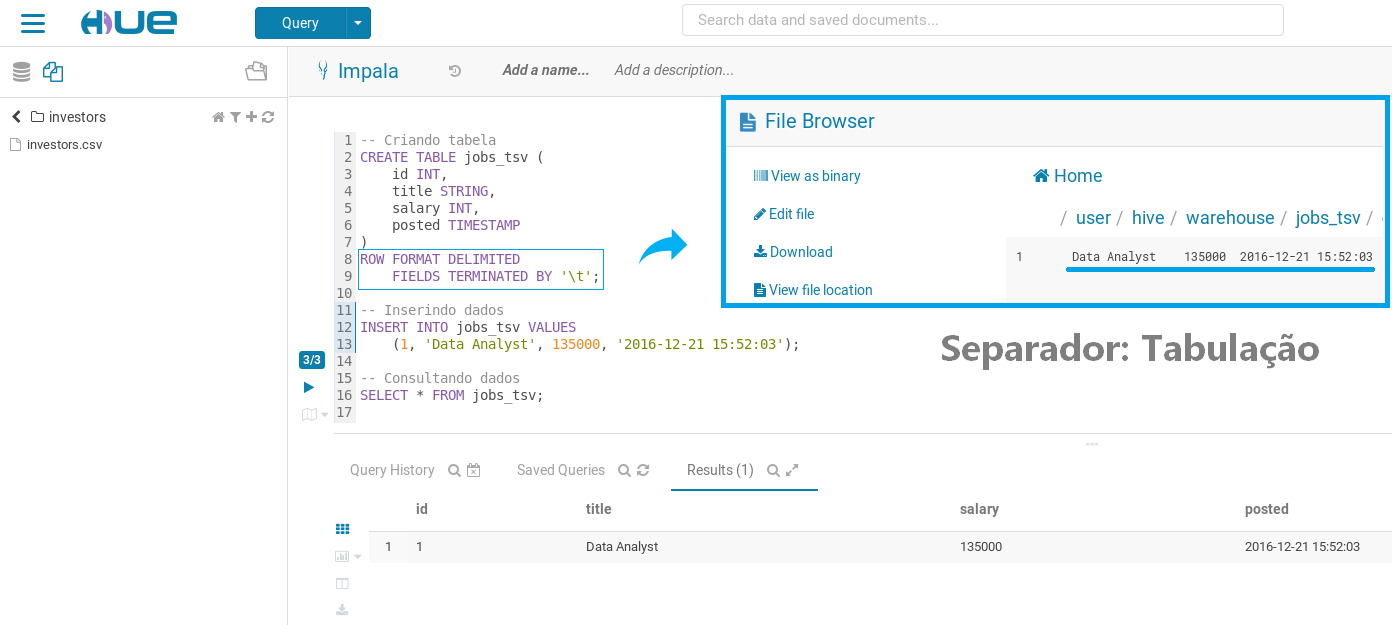 HUE
Query
Search data and saved documents...
investors
investors.csv
Impala
Add a name...
Add a description...
1 -- Criando tabela
2 CREATE TABLE jobs_tsv (
3 id INT,
4 title STRING,
5 salary INT,
6 posted TIMESTAMP
7 )
8 ROW FORMAT DELIMITED
9 FIELDS TERMINATED BY '\t';
10
11 -- Inserindo dados
12 INSERT INTO jobs_tsv VALUES
13 (1, 'Data Analyst', 135000, '2016-12-21 15:52:03');
14
15 -- Consultando dados
16 SELECT * FROM jobs_tsv;
17
3/3
File Browser
View as binary
Edit file
Download
View file location
Home
/ user / hive / warehouse / jobs_tsv /
1 Data Analyst 135000 2016-12-21 15:52:03
Separador: Tabulação
Query History
Saved Queries
Results (1)
id title salary posted
1 1 Data Analyst 135000 2016-12-21 15:52:03